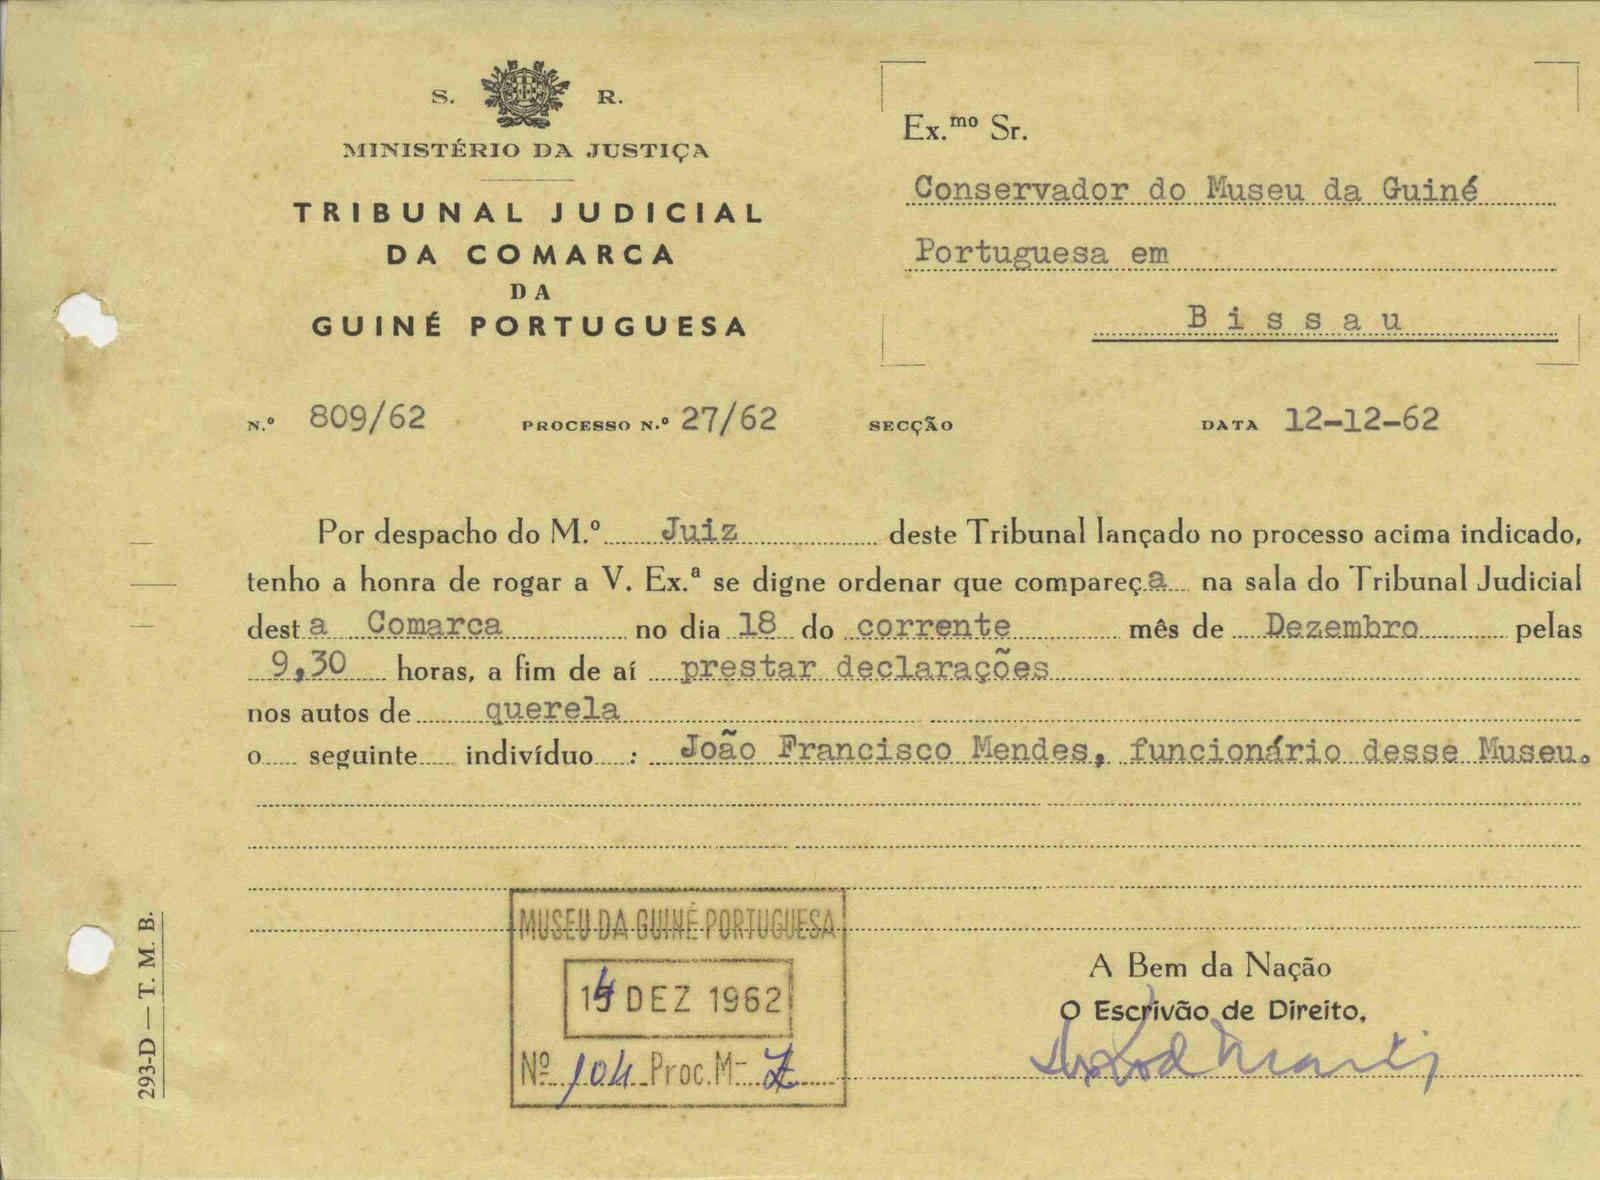 S. R.
MINISTÉRIO DA JUSTIÇA
TRIBUNAL JUDICIAL
DA COMARCA
DA
GUINÉ PORTUGUESA
Ex.mo Sr.
Conservador do Museu da Guiné
Portuguesa em
Bissau
N.º 809/62 PROCESSO N.º 27/62 SECÇÃO DATA 12-12-62
Por despacho do M.º Juiz deste Tribunal lançado no processo acima indicado,
tenho a honra de rogar a V. Ex.ª se digne ordenar que compareça na sala do Tribunal Judicial
desta Comarca no dia 18 do corrente mês de Dezembro pelas
9,30 horas, a fim de aí prestar declarações
nos autos de querela
o seguinte indivíduo : João Francisco Mendes, funcionário desse Museu.
MUSEU DA GUINÉ PORTUGUESA
14 DEZ 1962
Nº 104 Proc. M-
A Bem da Nação
O Escrivão de Direito,
293-D — T. M. B.